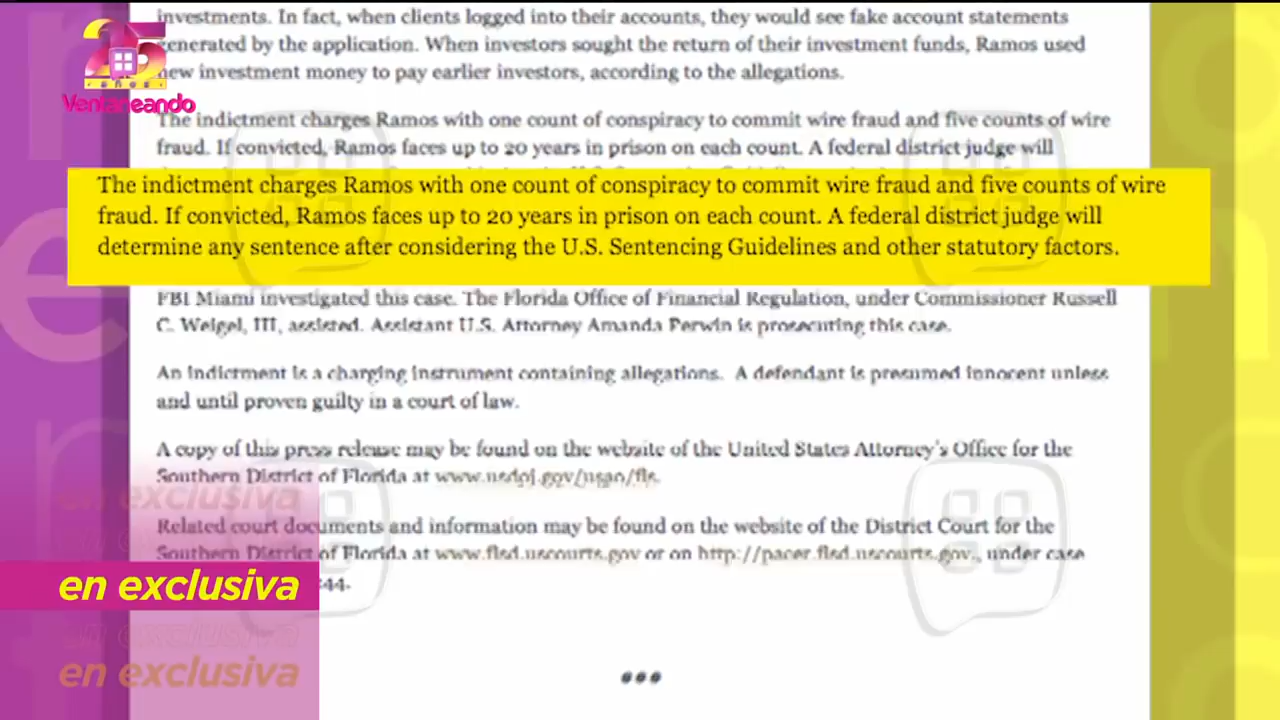 investments. In fact, when clients logged into their accounts, they would see fake account statements
generated by the application. When investors sought the return of their investment funds, Ramos used
new investment money to pay earlier investors, according to the allegations.
25
años
Ventaneando
The indictment charges Ramos with one count of conspiracy to commit wire fraud and five counts of wire
fraud. If convicted, Ramos faces up to 20 years in prison on each count. A federal district judge will
The indictment charges Ramos with one count of conspiracy to commit wire fraud and five counts of wire
fraud. If convicted, Ramos faces up to 20 years in prison on each count. A federal district judge will
determine any sentence after considering the U.S. Sentencing Guidelines and other statutory factors.
FBI Miami investigated this case. The Florida Office of Financial Regulation, under Commissioner Russell
C. Weigel, III, assisted. Assistant U.S. Attorney Amanda Perwin is prosecuting this case.
An indictment is a charging instrument containing allegations. A defendant is presumed innocent unless
and until proven guilty in a court of law.
A copy of this press release may be found on the website of the United States Attorney's Office for the
Southern District of Florida at www.usdoj.gov/usao/fls.
Related court documents and information may be found on the website of the District Court for the
Southern District of Florida at www.flsd.uscourts.gov or on http://pacer.flsd.uscourts.gov., under case
44.
###
en exclusiva
en exclusiva
en exclusiva
en exclusiva